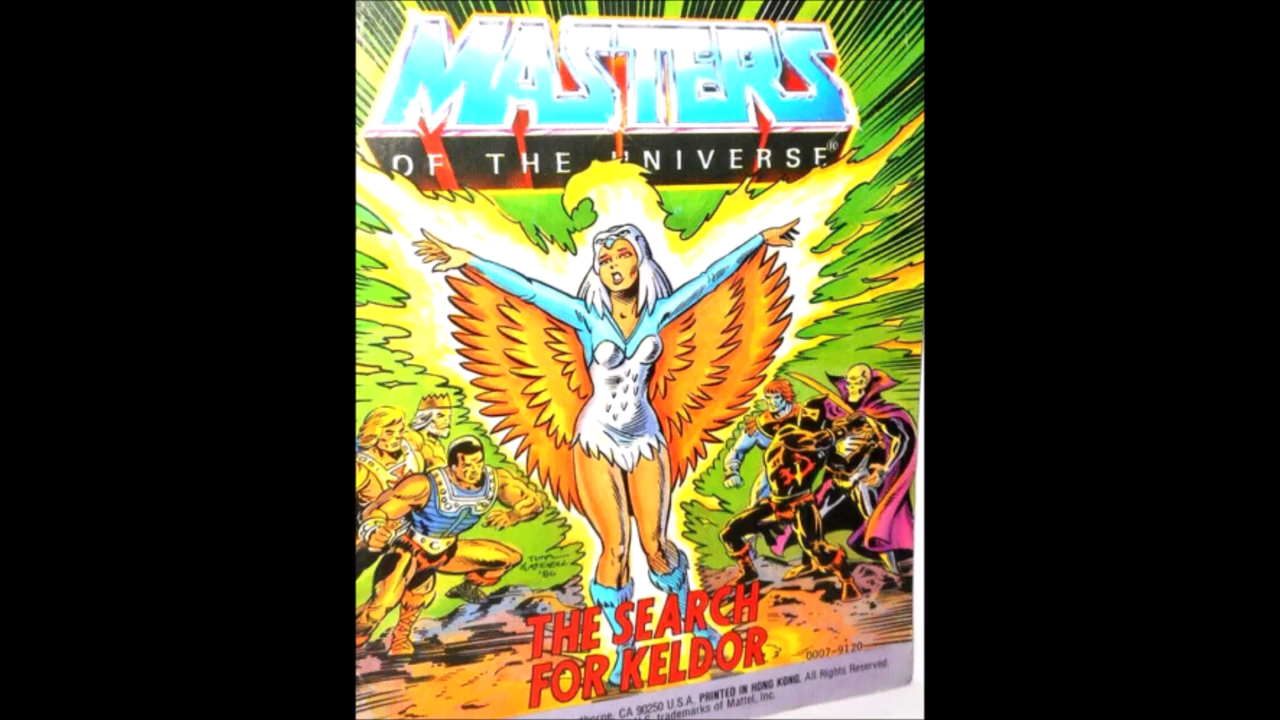 MASTERS
OF THE UNIVERSE®
'86
THE SEARCH
FOR KELDOR
0007-9120
CA 90250 U.S.A. PRINTED IN HONG KONG. All Rights Reserved.
trademarks of Mattel, Inc.